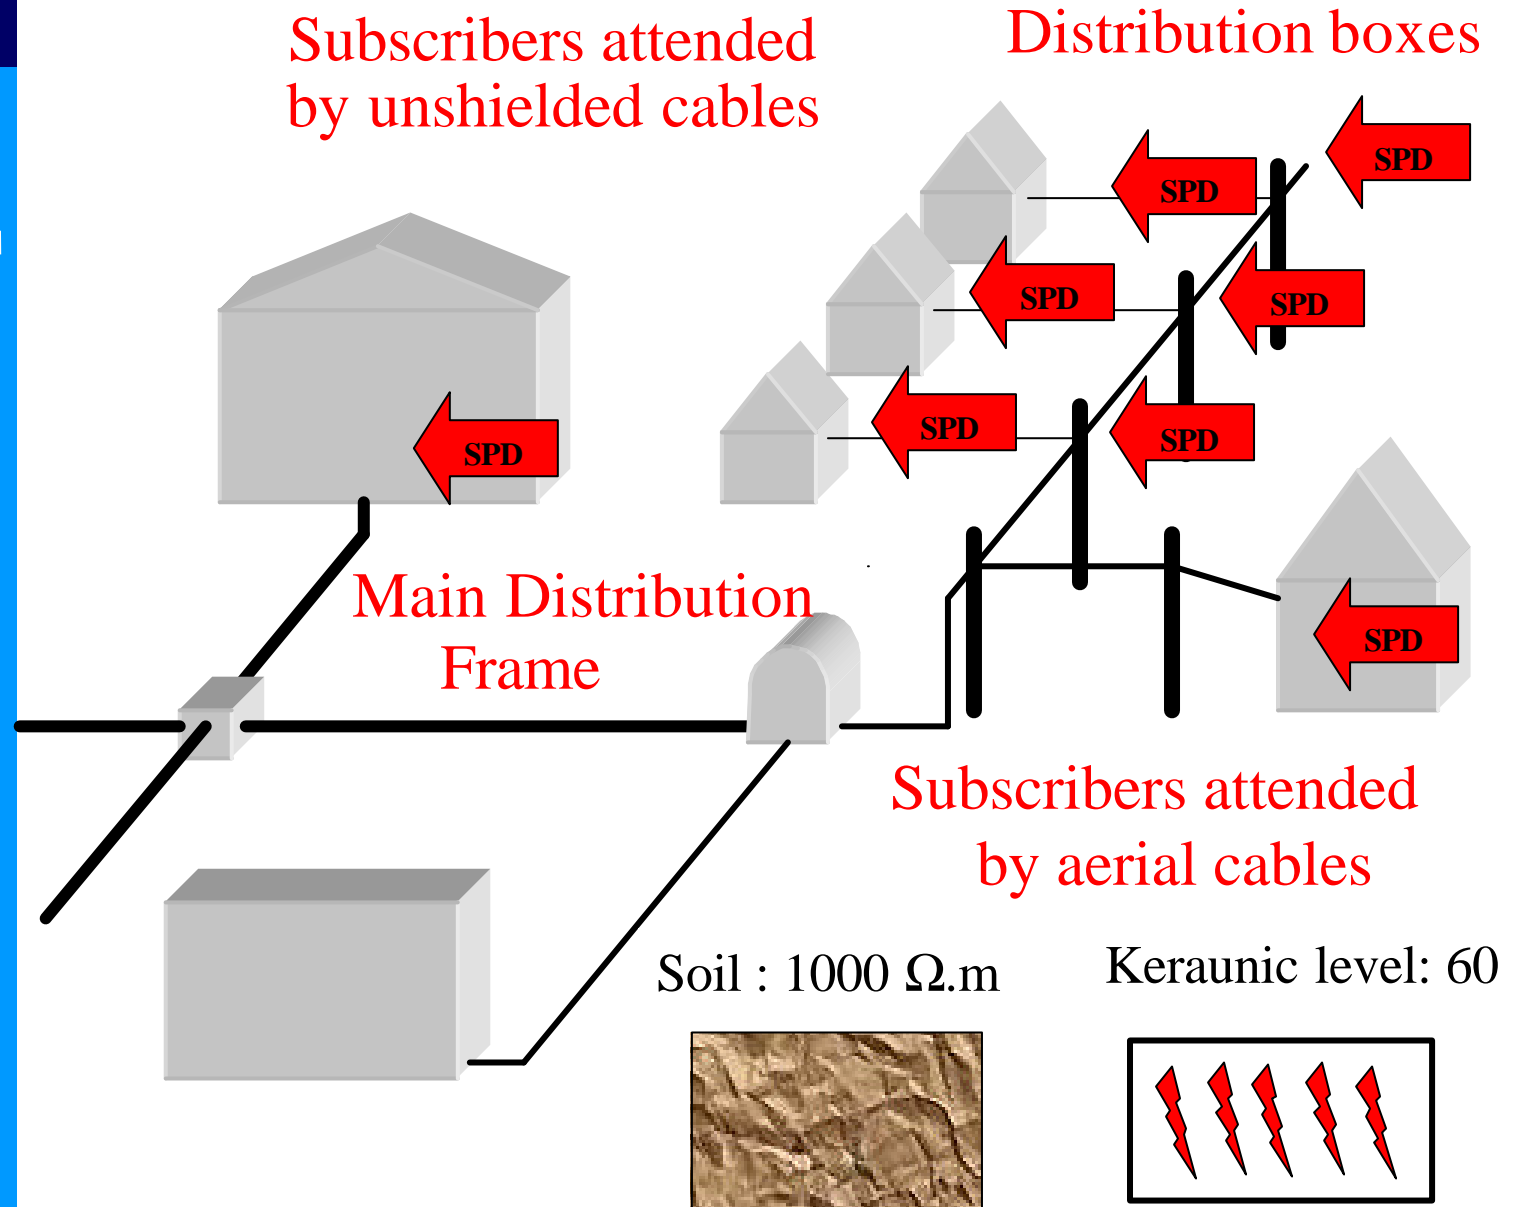 Subscribers attended
by unshielded cables
Distribution boxes
SPD
SPD
SPD
SPD
SPD
SPD
SPD
SPD
Main Distribution
Frame
Subscribers attended
by aerial cables
Soil : 1000 Ω.m
Keraunic level: 60